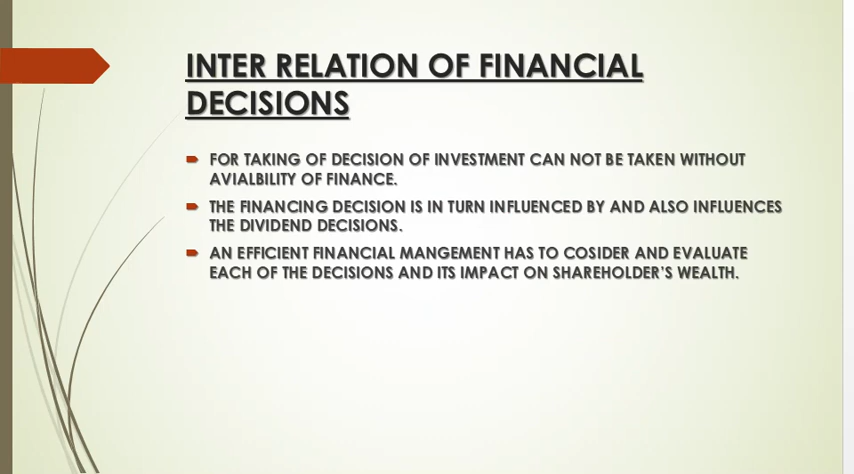 INTER RELATION OF FINANCIAL
DECISIONS
FOR TAKING OF DECISION OF INVESTMENT CAN NOT BE TAKEN WITHOUT
AVIALBILITY OF FINANCE.
THE FINANCING DECISION IS IN TURN INFLUENCED BY AND ALSO INFLUENCES
THE DIVIDEND DECISIONS.
AN EFFICIENT FINANCIAL MANGEMENT HAS TO COSIDER AND EVALUATE
EACH OF THE DECISIONS AND ITS IMPACT ON SHAREHOLDER'S WEALTH.